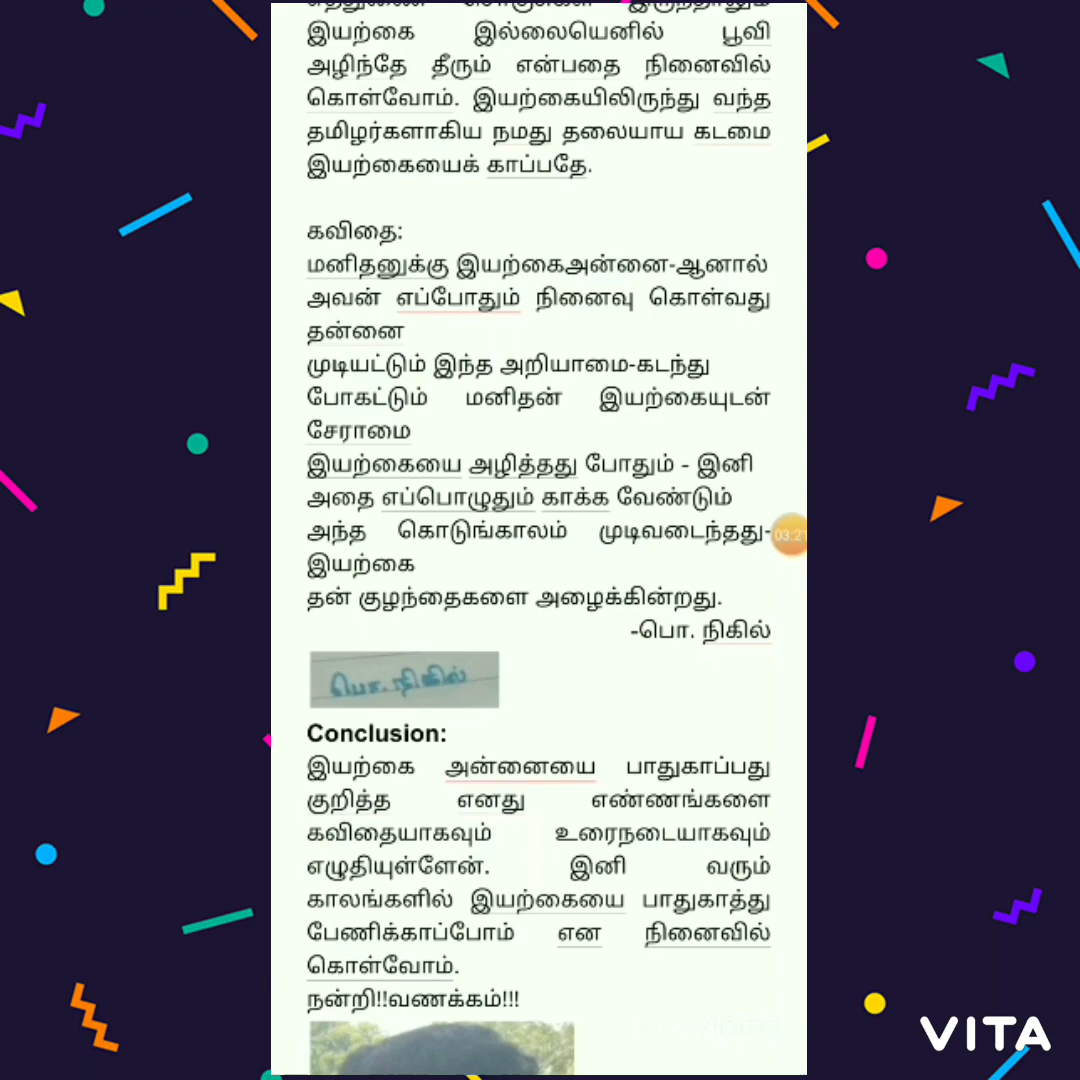 இயற்கை இல்லையெனில் பூவி
அழிந்தே தீரும் என்பதை நினைவில்
கொள்வோம். இயற்கையிலிருந்து வந்த
தமிழர்களாகிய நமது தலையாய கடமை
இயற்கையைக் காப்பதே.
கவிதை:
மனிதனுக்கு இயற்கைஅன்னை-ஆனால்
அவன் எப்போதும் நினைவு கொள்வது
தன்னை
முடியட்டும் இந்த அறியாமை-கடந்து
போகட்டும் மனிதன் இயற்கையுடன்
சேராமை
இயற்கையை அழித்தது போதும் - இனி
அதை எப்பொழுதும் காக்க வேண்டும்
அந்த கொடுங்காலம் முடிவடைந்தது-
இயற்கை
தன் குழந்தைகளை அழைக்கின்றது.
-பொ. நிகில்
பொ. நிகில்
Conclusion:
இயற்கை அன்னையை பாதுகாப்பது
குறித்த எனது எண்ணங்களை
கவிதையாகவும் உரைநடையாகவும்
எழுதியுள்ளேன். இனி வரும்
காலங்களில் இயற்கையை பாதுகாத்து
பேணிக்காப்போம் என நினைவில்
கொள்வோம்.
நன்றி!!வணக்கம்!!!
03:21
VITA